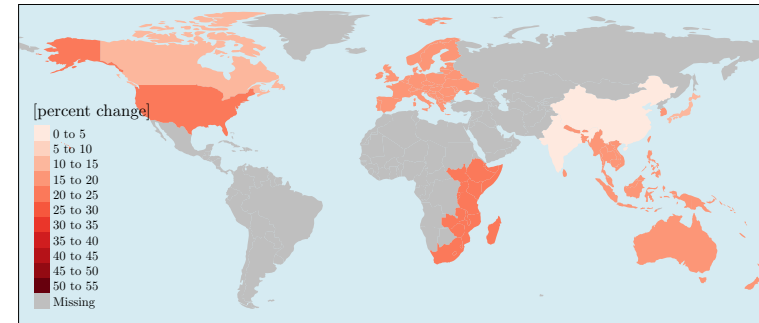 [percent change]
0 to 5
5 to 10
10 to 15
15 to 20
20 to 25
25 to 30
30 to 35
35 to 40
40 to 45
45 to 50
50 to 55
Missing